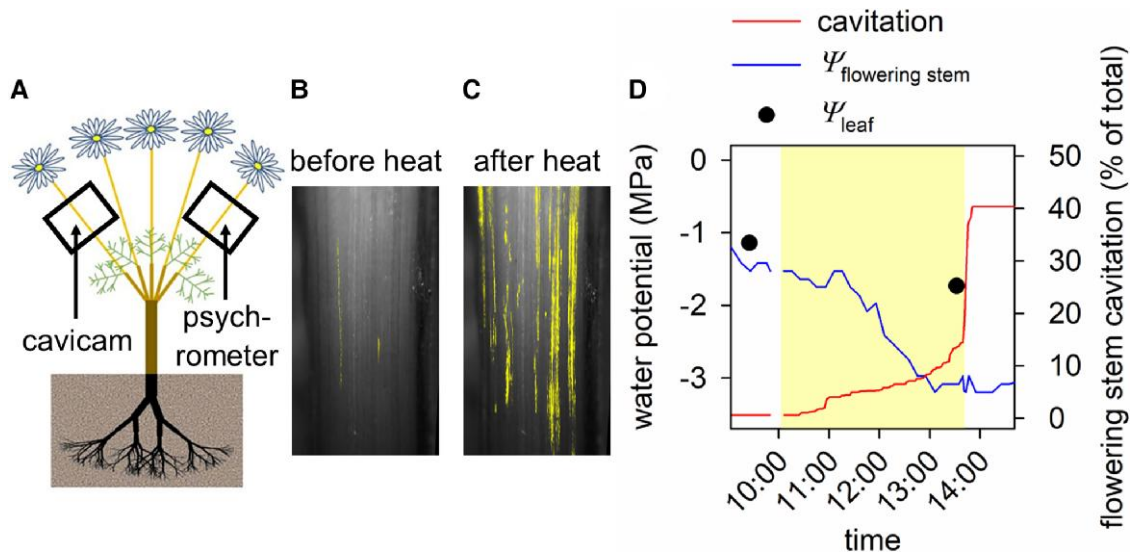 A
cavicam
psych-
rometer
B
before heat
C
after heat
D
cavitation
Ψflowering stem
Ψleaf
water potential (MPa)
0
-1
-2
-3
10:00
11:00
12:00
13:00
14:00
time
50
40
30
20
10
0
flowering stem cavitation (% of total)